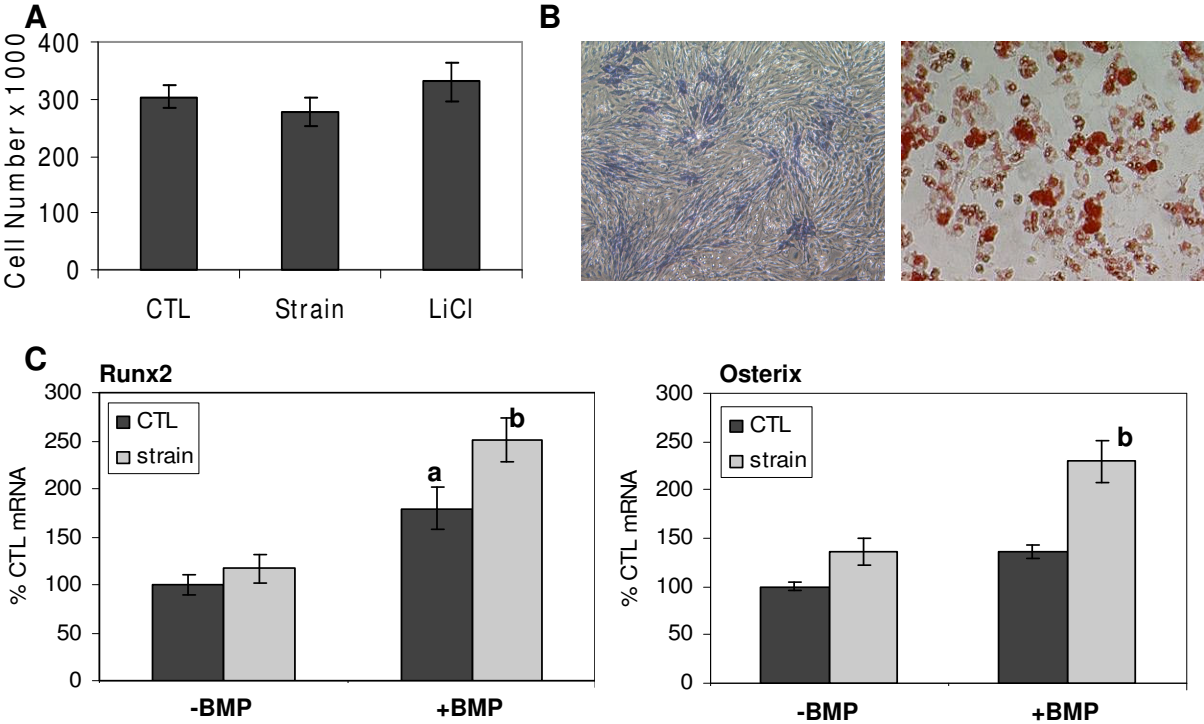 A
Cell Number x 1000
400
300
200
100
0
CTL Strain LiCl
B
C
Runx2
% CTL mRNA
300
250
200
150
100
50
0
CTL
strain
a
b
-BMP +BMP
Osterix
% CTL mRNA
300
250
200
150
100
50
0
CTL
strain
b
-BMP +BMP